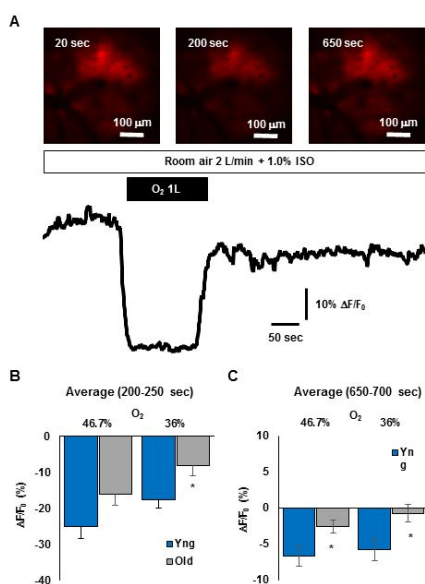 A
20 sec
200 sec
650 sec
100 µm
100 µm
100 µm
Room air 2 L/min + 1.0% ISO
O₂ 1L
10% ΔF/F₀
50 sec
B
Average (200-250 sec)
O₂
46.7%
36%
0
-10
-20
-30
-40
ΔF/F₀ (%)
*
Yng
Old
C
Average (650-700 sec)
O₂
46.7%
36%
10
5
0
-5
-10
ΔF/F₀ (%)
Yn
g
*
*